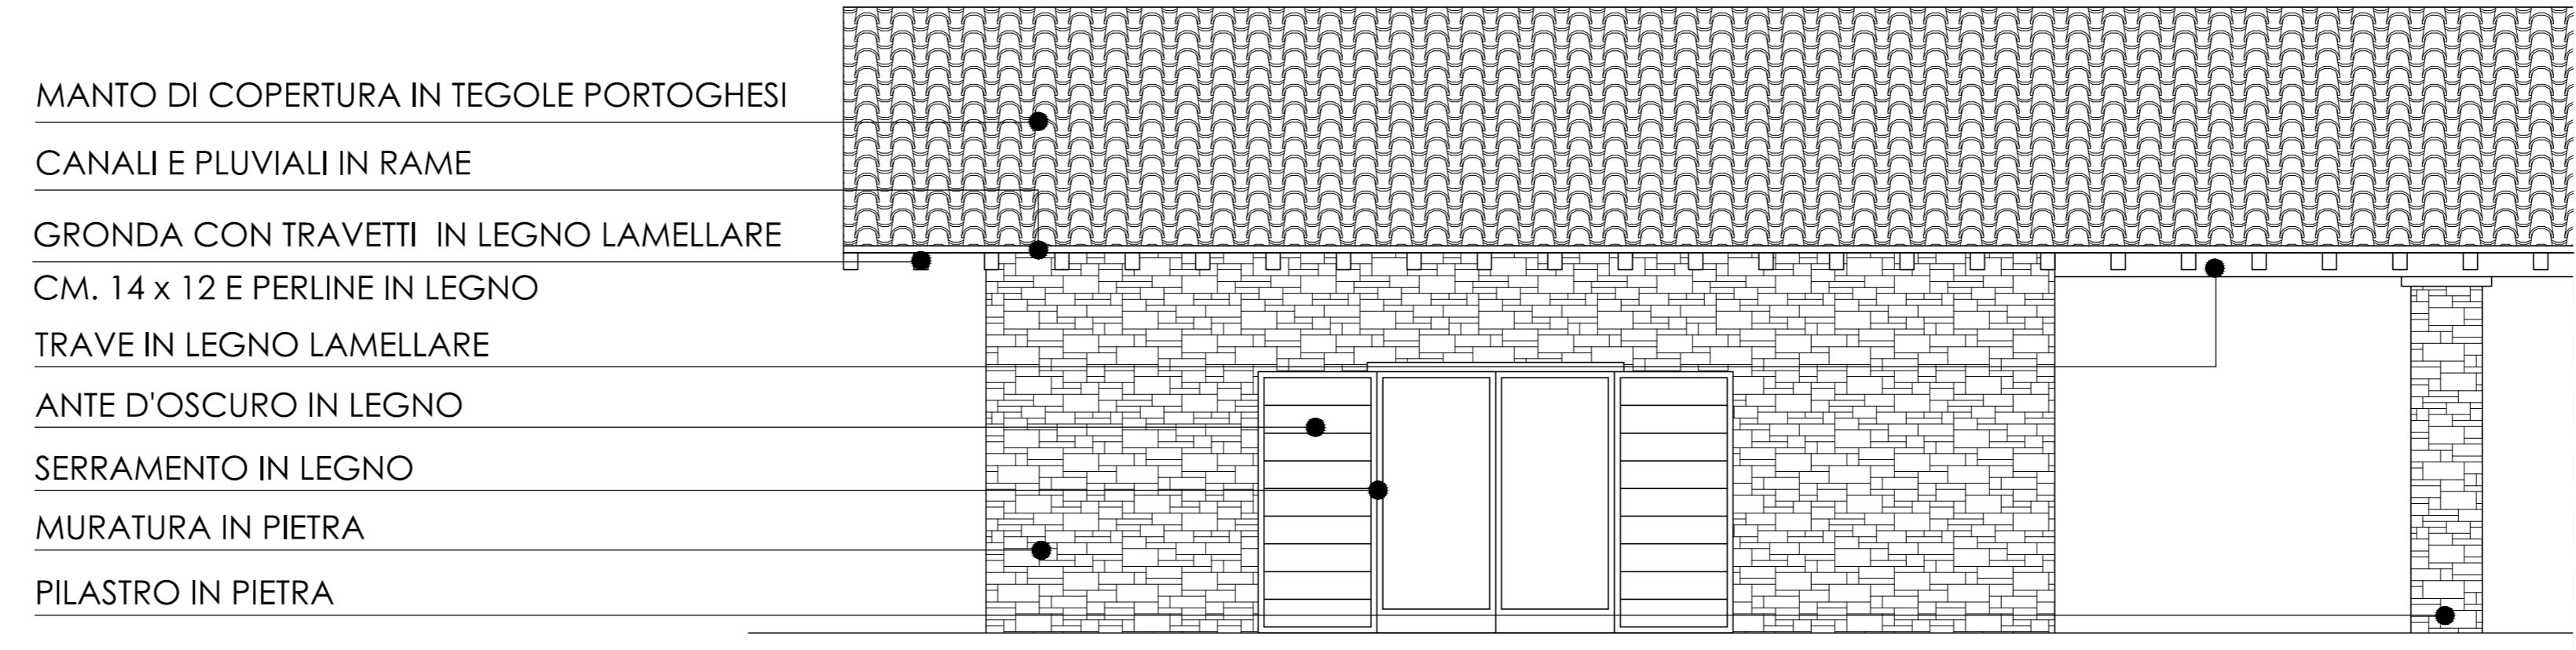 MANTO DI COPERTURA IN TEGOLE PORTOGHESI
CANALI E PLUVIALI IN RAME
GRONDA CON TRAVETTI IN LEGNO LAMELLARE
CM. 14 x 12 E PERLINE IN LEGNO
TRAVE IN LEGNO LAMELLARE
ANTE D'OSCURO IN LEGNO
SERRAMENTO IN LEGNO
MURATURA IN PIETRA
PILASTRO IN PIETRA